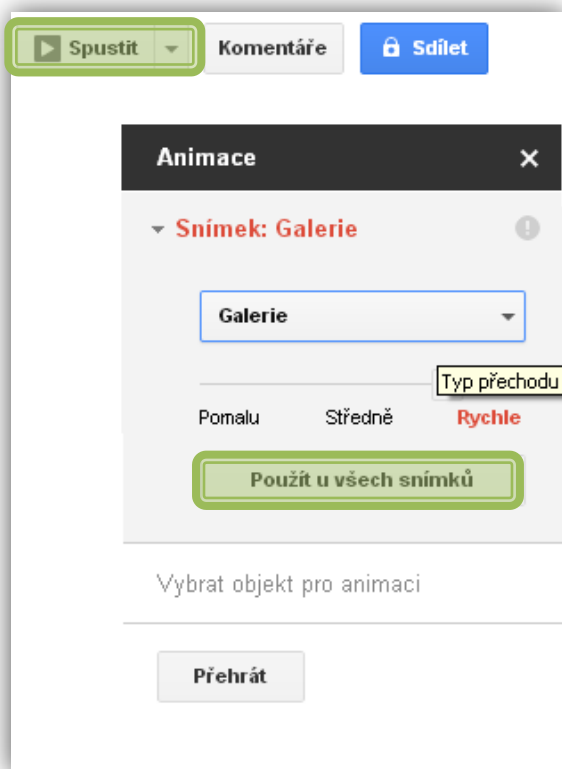 Spustit Komentáře Sdílet
Animace
Snímek: Galerie
Galerie
Typ přechodu
Pomalu Středně Rychle
Použít u všech snímků
Vybrat objekt pro animaci
Přehrát